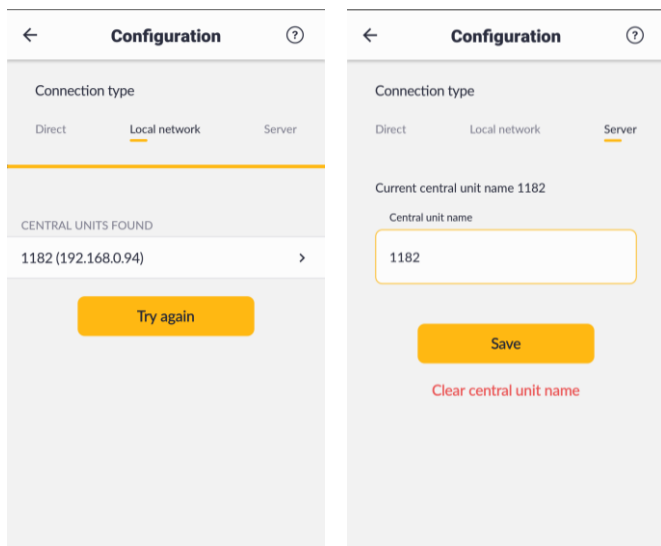 Configuration
?
Connection type
Direct Local network Server
CENTRAL UNITS FOUND
1182 (192.168.0.94)
Try again
Configuration
?
Connection type
Direct Local network Server
Current central unit name 1182
Central unit name
1182
Save
Clear central unit name